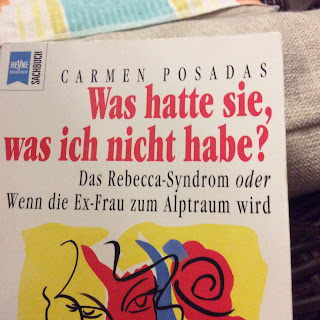 HEYNE
BÜCHER
SACHBUCH
CARMEN POSADAS
Was hatte sie,
was ich nicht habe?
Das Rebecca-Syndrom oder
Wenn die Ex-Frau zum Alptraum wird